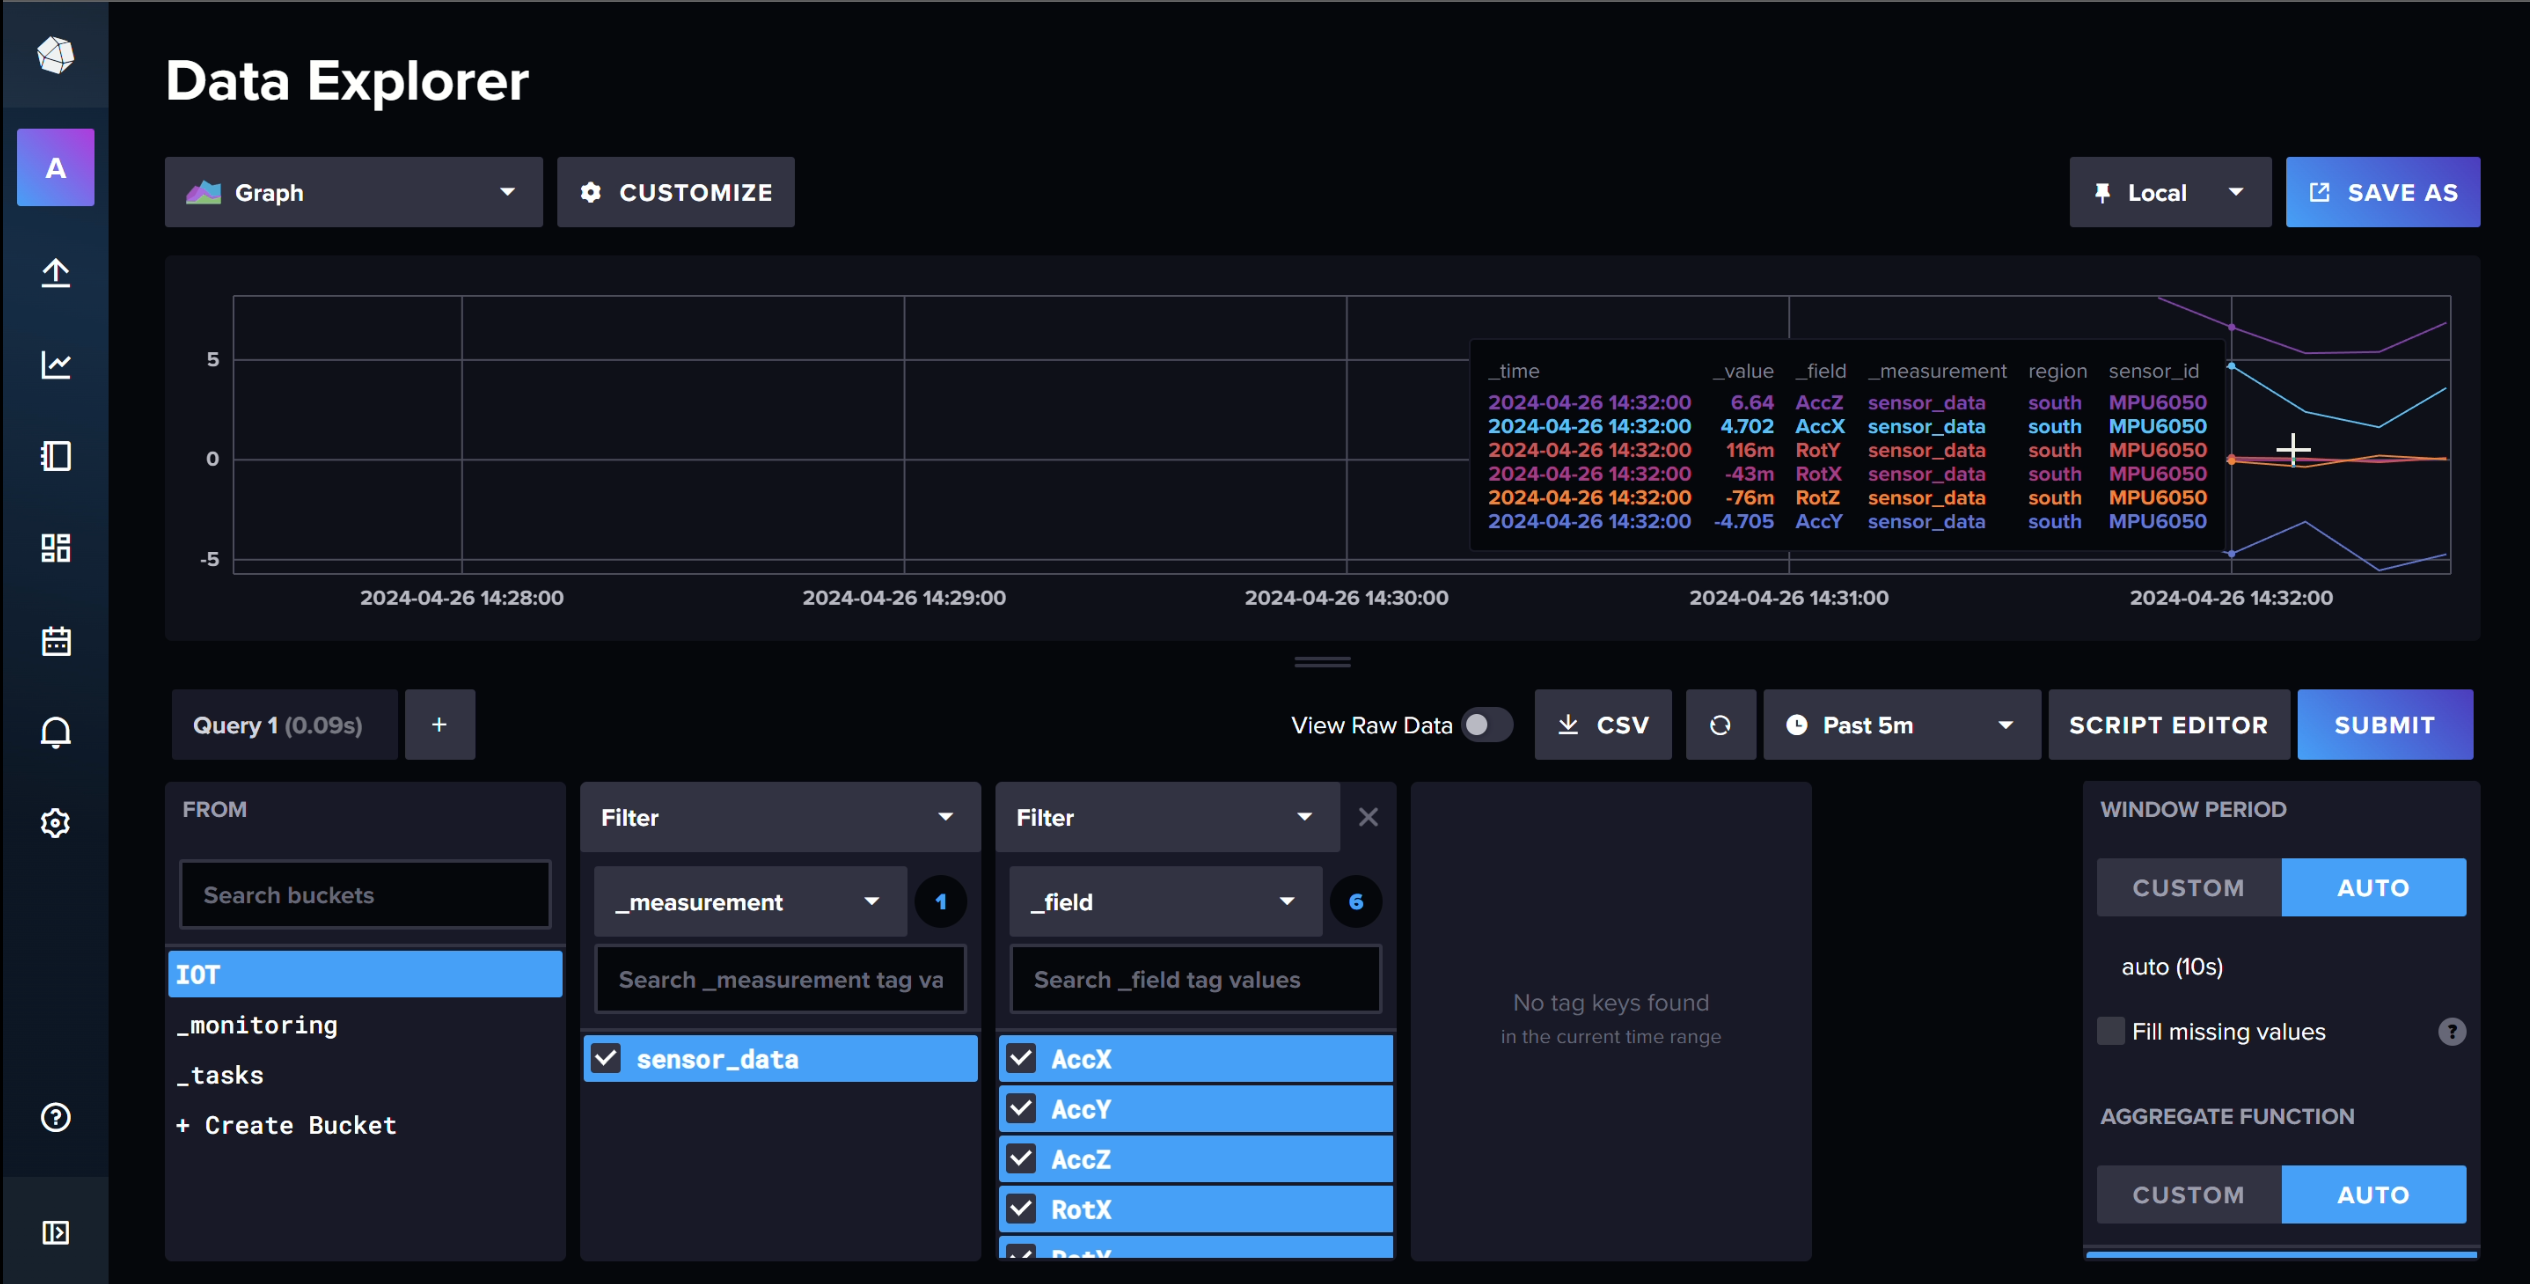 Data Explorer
A
Graph
CUSTOMIZE
Local
SAVE AS
5
0
-5
_time _value _field _measurement region sensor_id
2024-04-26 14:32:00 6.64 AccZ sensor_data south MPU6050
2024-04-26 14:32:00 4.702 AccX sensor_data south MPU6050
2024-04-26 14:32:00 116m RotY sensor_data south MPU6050
2024-04-26 14:32:00 -43m RotX sensor_data south MPU6050
2024-04-26 14:32:00 -76m RotZ sensor_data south MPU6050
2024-04-26 14:32:00 -4.705 AccY sensor_data south MPU6050
2024-04-26 14:28:00 2024-04-26 14:29:00 2024-04-26 14:30:00 2024-04-26 14:31:00 2024-04-26 14:32:00
Query 1 (0.09s)
+
View Raw Data
CSV
Past 5m
SCRIPT EDITOR
SUBMIT
FROM
Search buckets
IOT
_monitoring
_tasks
+ Create Bucket
Filter
_measurement 1
Search _measurement tag va
sensor_data
Filter
_field 6
Search _field tag values
AccX
AccY
AccZ
RotX
RotY
No tag keys found
in the current time range
WINDOW PERIOD
CUSTOM AUTO
auto (10s)
Fill missing values ?
AGGREGATE FUNCTION
CUSTOM AUTO
?